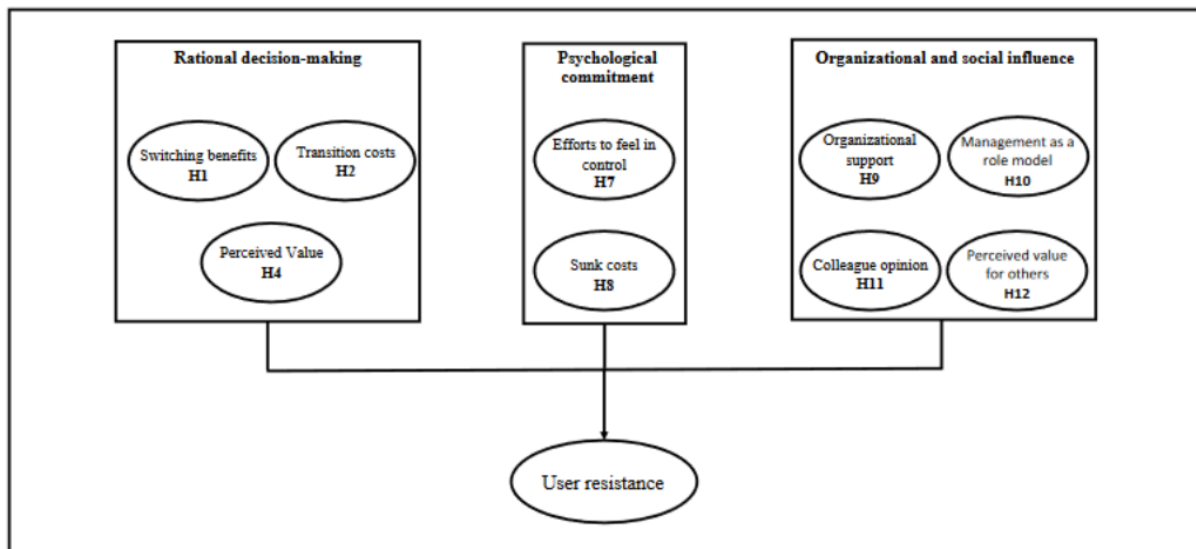 Rational decision-making
Switching benefits
H1
Transition costs
H2
Perceived Value
H4
Psychological
commitment
Efforts to feel in
control
H7
Sunk costs
H8
Organizational and social influence
Organizational
support
H9
Management as a
role model
H10
Colleague opinion
H11
Perceived value
for others
H12
User resistance